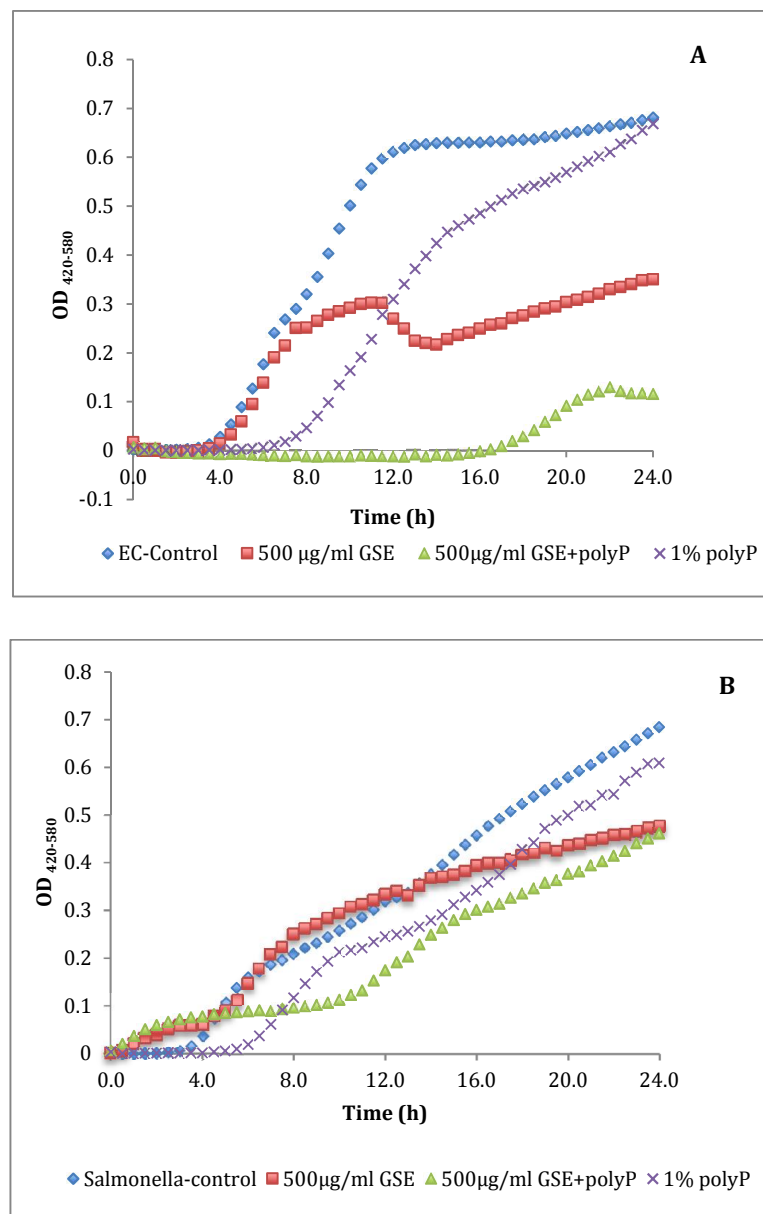 A
0.8
0.7
0.6
0.5
0.4
0.3
0.2
0.1
0
-0.1
OD 420-580
0.0 4.0 8.0 12.0 16.0 20.0 24.0
Time (h)
EC-Control 500 µg/ml GSE 500µg/ml GSE+polyP 1% polyP
B
0.8
0.7
0.6
0.5
0.4
0.3
0.2
0.1
0
OD 420-580
0.0 4.0 8.0 12.0 16.0 20.0 24.0
Time (h)
Salmonella-control 500µg/ml GSE 500µg/ml GSE+polyP 1% polyP